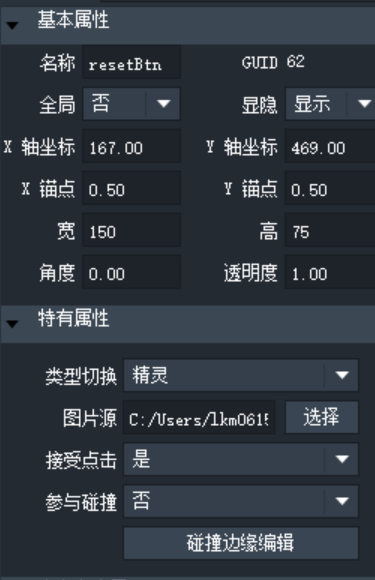 基本属性
名称 resetBtn GUID 62
全局 否 显隐 显示
X 轴坐标 167.00 Y 轴坐标 469.00
X 锚点 0.50 Y 锚点 0.50
宽 150 高 75
角度 0.00 透明度 1.00
特有属性
类型切换 精灵
图片源 C:/Users/lkm0615 选择
接受点击 是
参与碰撞 否
碰撞边缘编辑